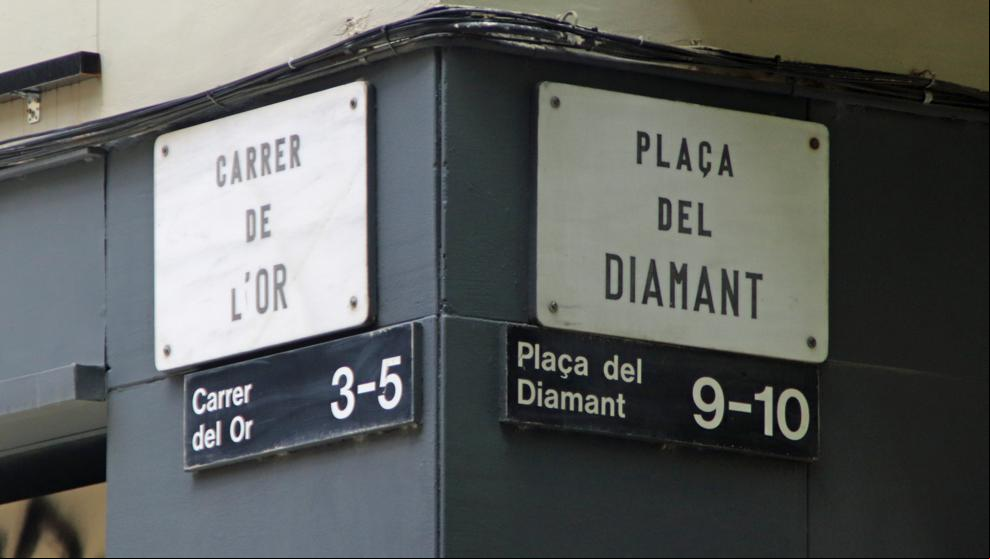 CARRER
DE
L'OR
Carrer
del Or
3-5
PLAÇA
DEL
DIAMANT
Plaça del
Diamant
9-10